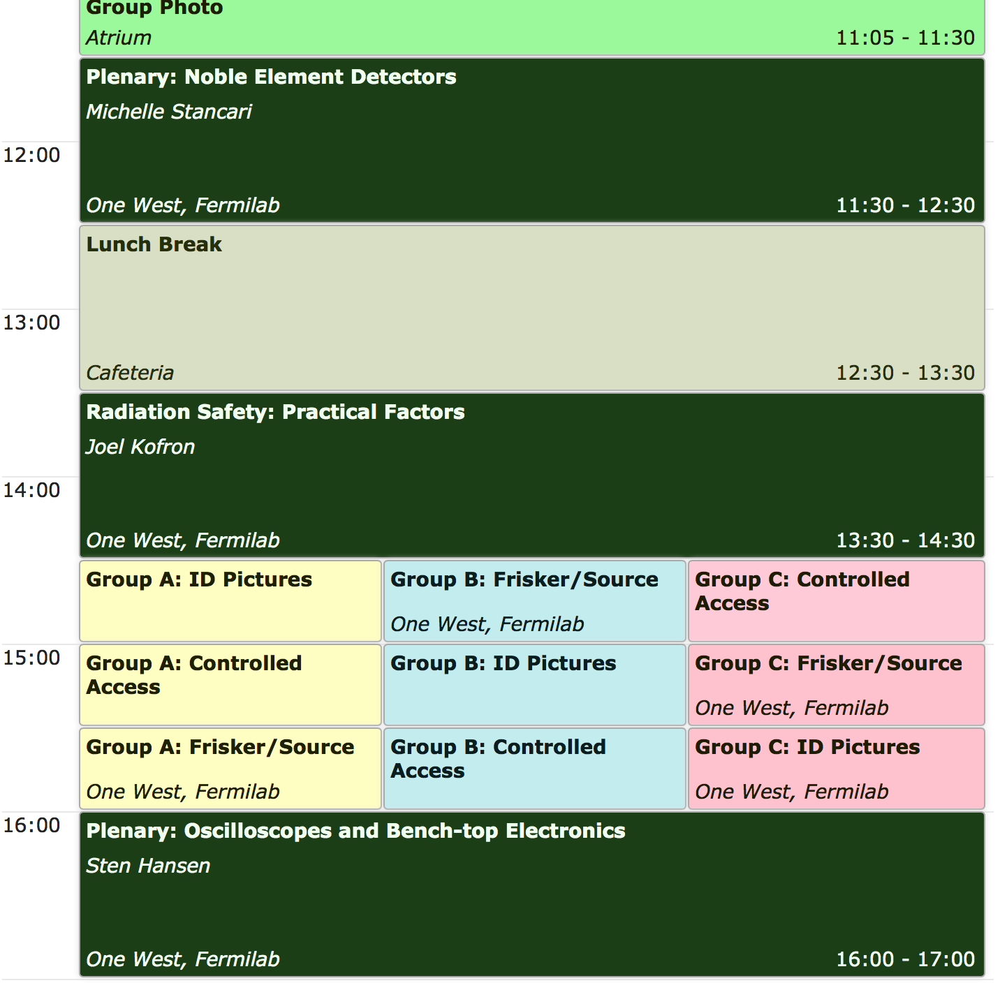 Group Photo
Atrium 11:05 - 11:30
Plenary: Noble Element Detectors
Michelle Stancari
12:00
One West, Fermilab 11:30 - 12:30
Lunch Break
13:00
Cafeteria 12:30 - 13:30
Radiation Safety: Practical Factors
Joel Kofron
14:00
One West, Fermilab 13:30 - 14:30
Group A: ID Pictures
Group B: Frisker/Source
One West, Fermilab
Group C: Controlled
Access
15:00
Group A: Controlled
Access
Group B: ID Pictures
Group C: Frisker/Source
One West, Fermilab
Group A: Frisker/Source
One West, Fermilab
Group B: Controlled
Access
Group C: ID Pictures
One West, Fermilab
16:00
Plenary: Oscilloscopes and Bench-top Electronics
Sten Hansen
One West, Fermilab 16:00 - 17:00